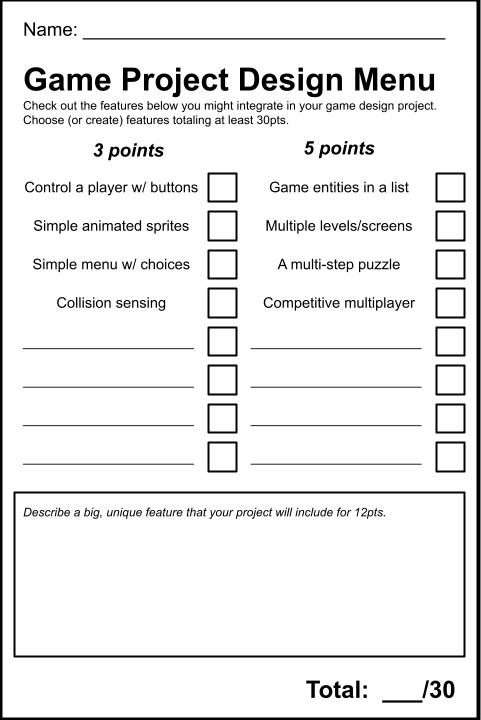 Name: ___
Game Project Design Menu
Check out the features below you might integrate in your game design project.
Choose (or create) features totaling at least 30pts.
3 points
5 points
Control a player w/ buttons
Game entities in a list
Simple animated sprites
Multiple levels/screens
Simple menu w/ choices
A multi-step puzzle
Collision sensing
Competitive multiplayer
Describe a big, unique feature that your project will include for 12pts.
Total: ___/30